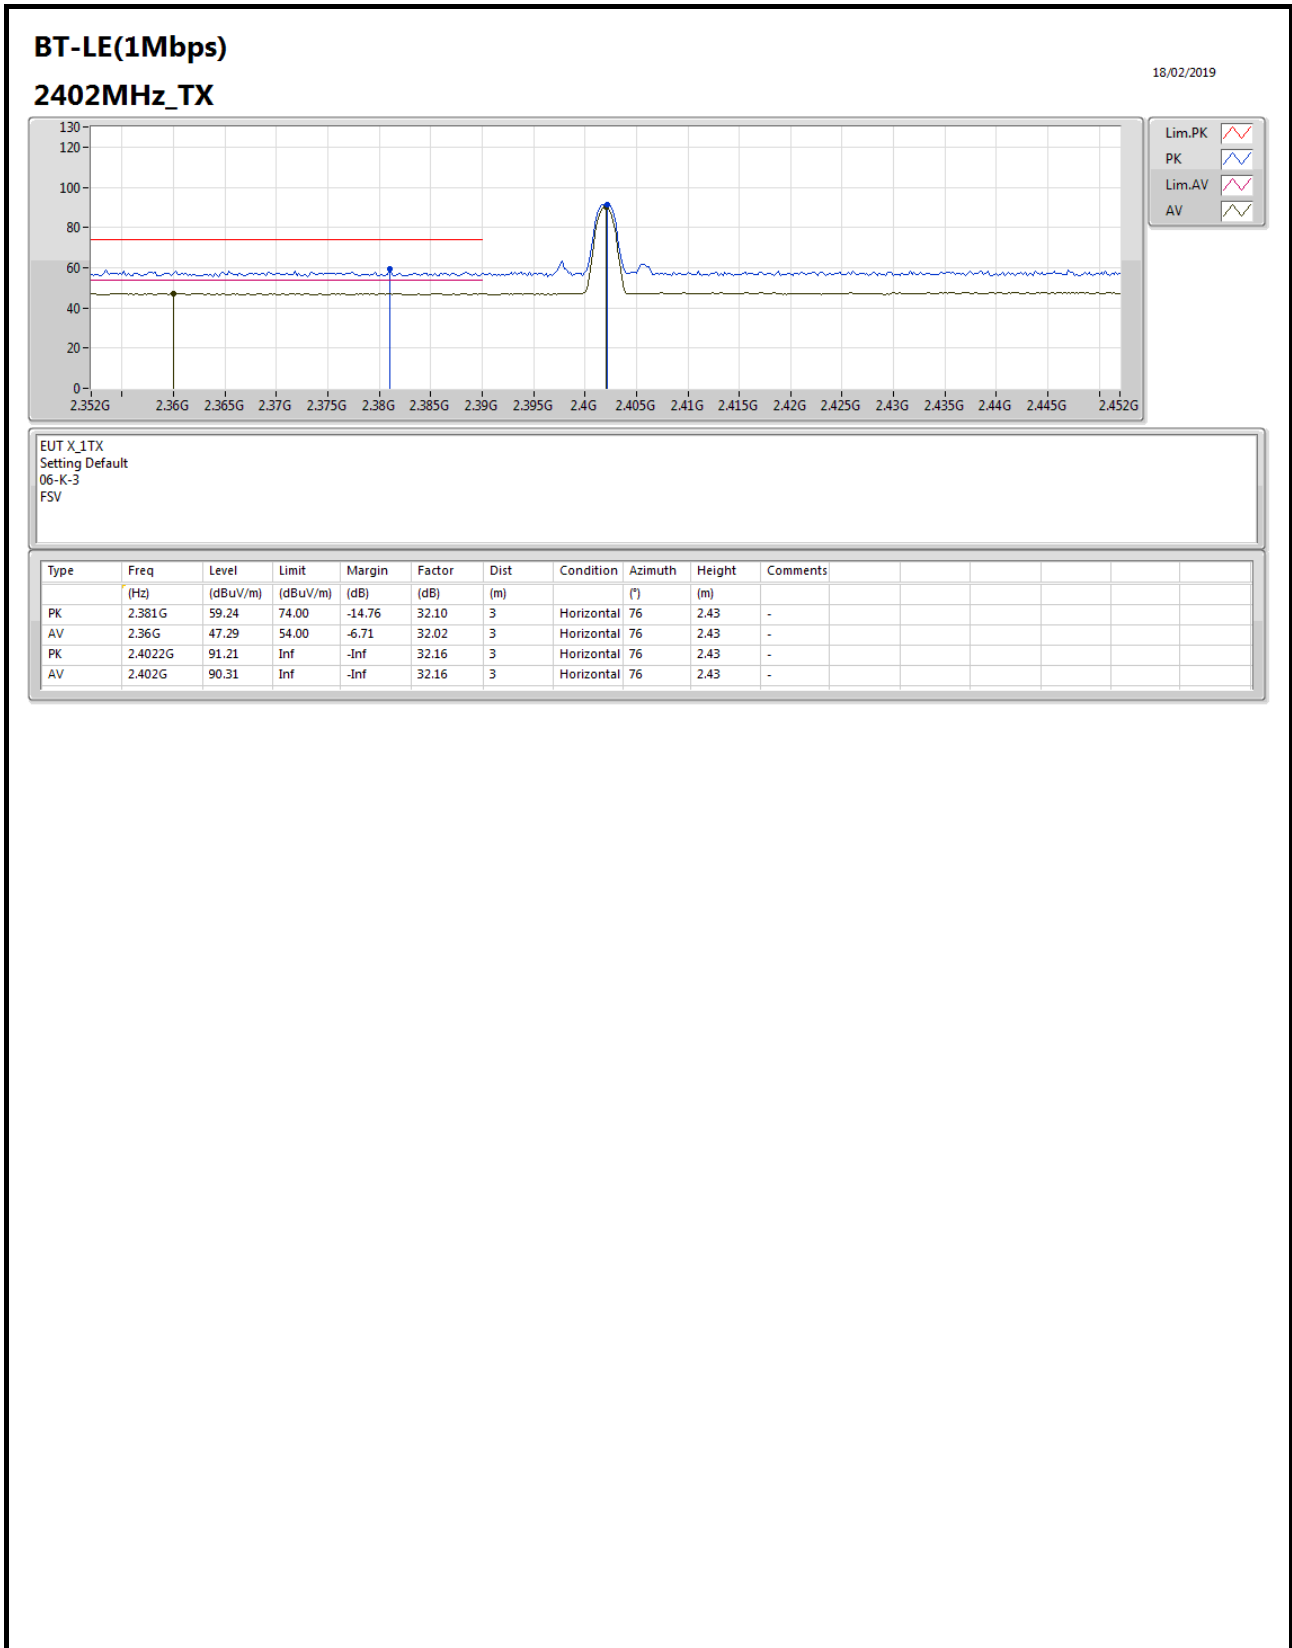 BT-LE(1Mbps)
18/02/2019
2402MHz_TX
130
120
100
80
60
40
20
0
2.352G 2.36G 2.365G 2.37G 2.375G 2.38G 2.385G 2.39G 2.395G 2.4G 2.405G 2.41G 2.415G 2.42G 2.425G 2.43G 2.435G 2.44G 2.445G 2.452G
Lim.PK
PK
Lim.AV
AV
EUT X_1TX
Setting Default
06-K-3
FSV
Type Freq Level Limit Margin Factor Dist Condition Azimuth Height Comments
(Hz) (dBuV/m) (dBuV/m) (dB) (dB) (m) (°) (m)
PK 2.381G 59.24 74.00 -14.76 32.10 3 Horizontal 76 2.43 -
AV 2.36G 47.29 54.00 -6.71 32.02 3 Horizontal 76 2.43 -
PK 2.4022G 91.21 Inf -Inf 32.16 3 Horizontal 76 2.43 -
AV 2.402G 90.31 Inf -Inf 32.16 3 Horizontal 76 2.43 -